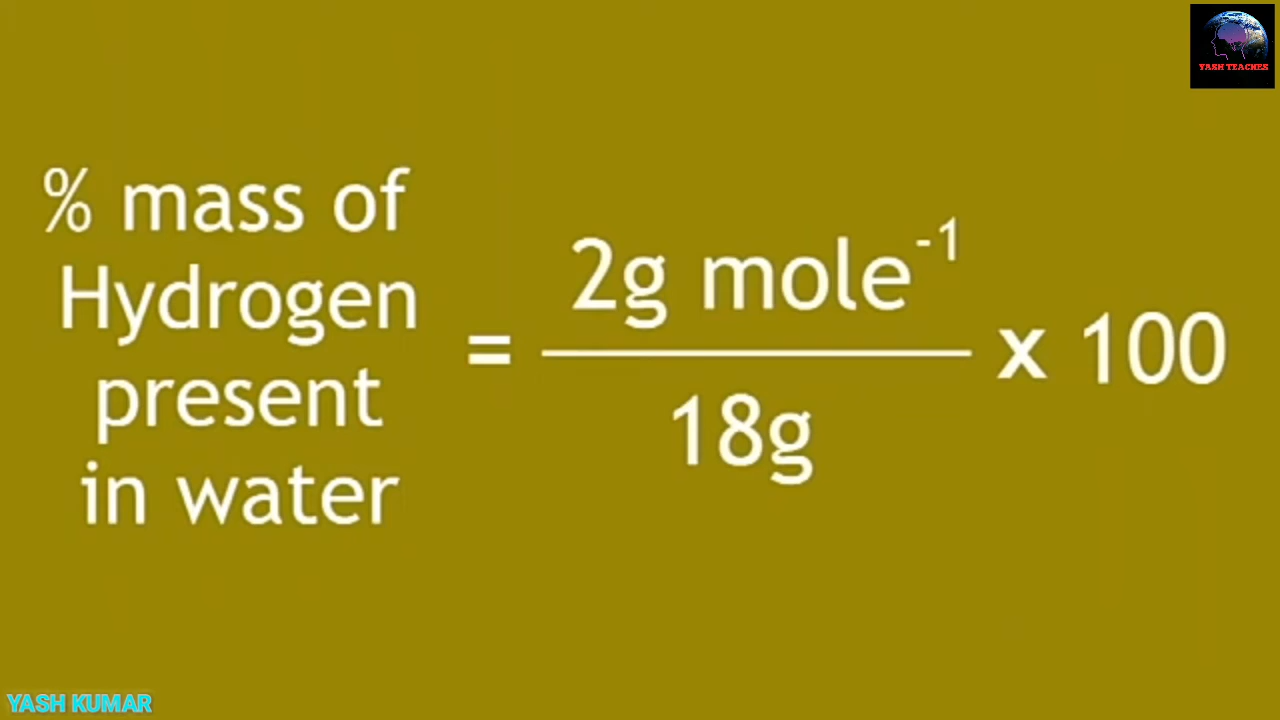 YASH TEACHES
% mass of
Hydrogen
present
in water
=
2g mole⁻¹
18g
x 100
YASH KUMAR